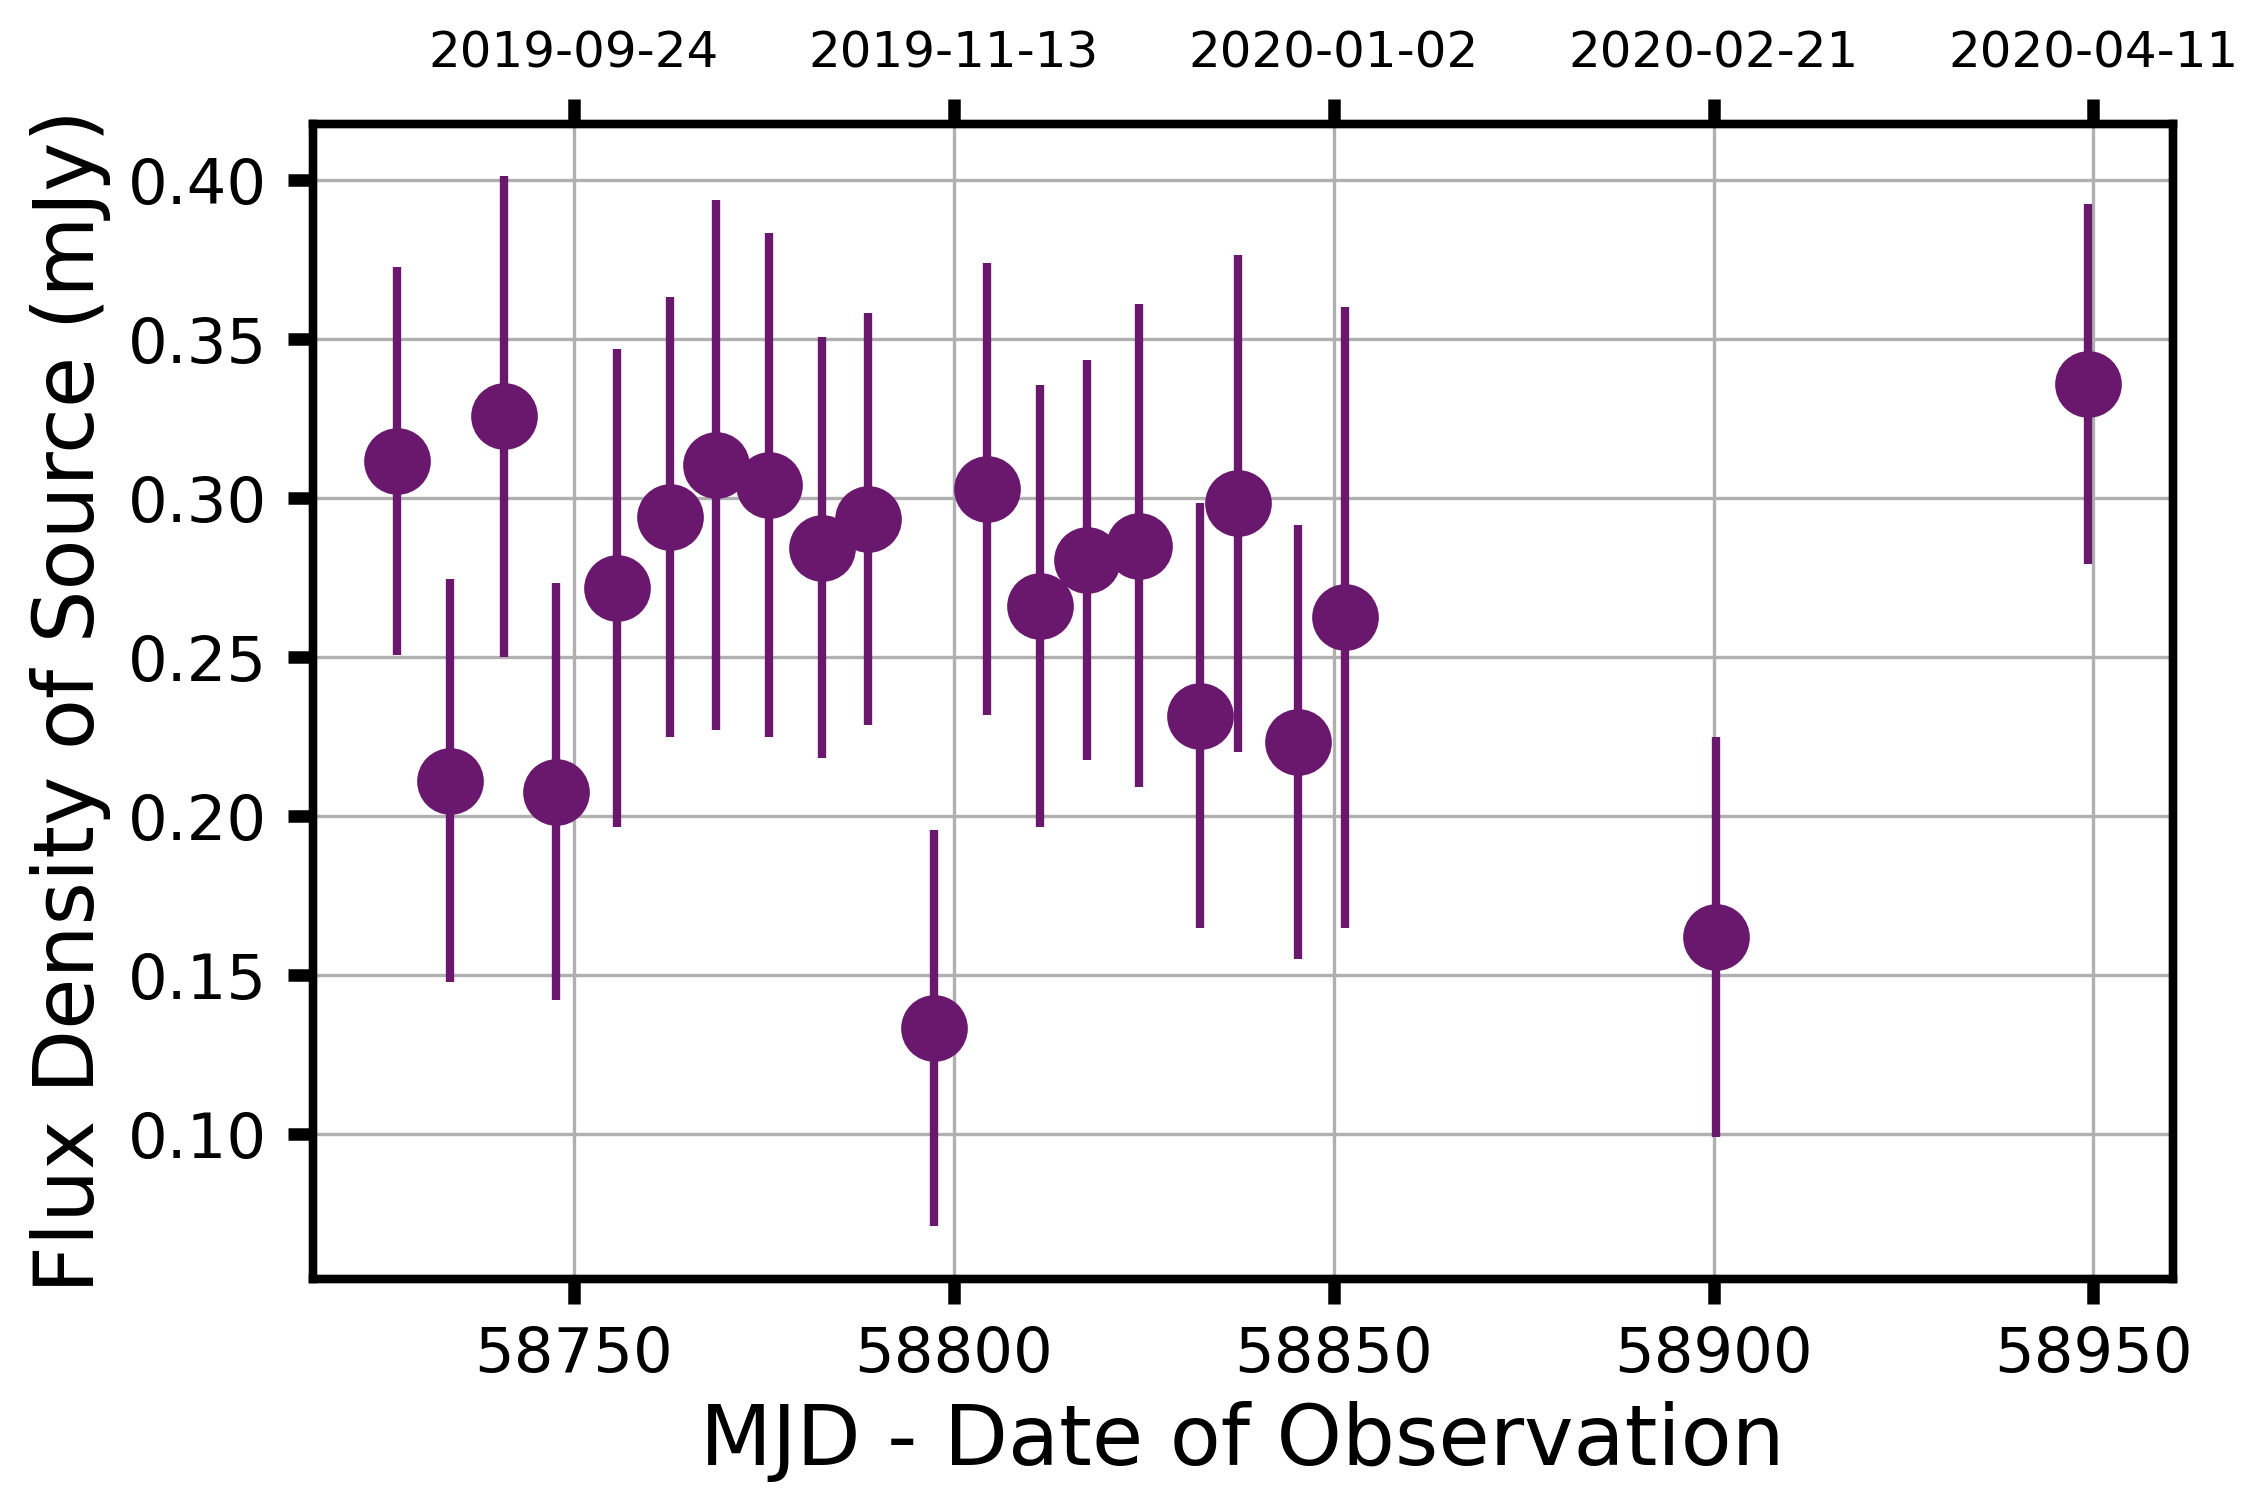 2019-09-24 2019-11-13 2020-01-02 2020-02-21 2020-04-11
Flux Density of Source (mJy)
0.40
0.35
0.30
0.25
0.20
0.15
0.10
58750 58800 58850 58900 58950
MJD - Date of Observation